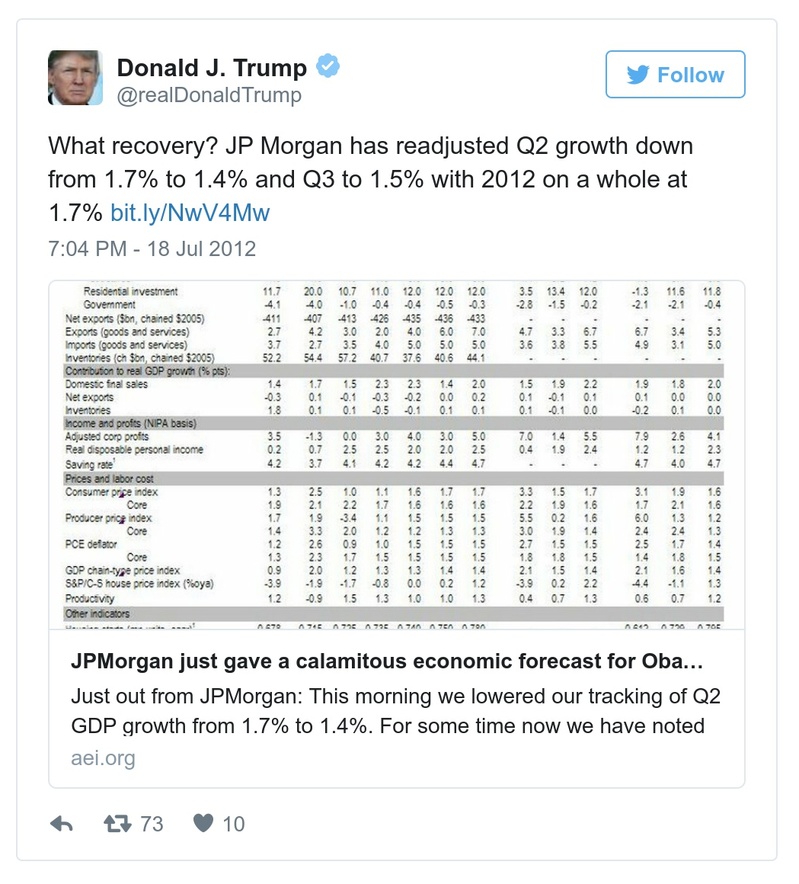 Donald J. Trump
@realDonaldTrump
Follow
What recovery? JP Morgan has readjusted Q2 growth down
from 1.7% to 1.4% and Q3 to 1.5% with 2012 on a whole at
1.7% bit.ly/NwV4Mw
7:04 PM - 18 Jul 2012
Residential investment 11.7 20.0 10.7 11.0 12.0 12.0 12.0 3.5 13.4 12.0 -1.3 11.6 11.8
Government -4.1 -4.0 -1.0 -0.4 -0.4 -0.5 -0.3 -2.8 -1.5 -0.2 -2.1 -2.1 -0.4
Net exports ($bn, chained $2005) -411 -407 -413 -426 -435 -436 -433 - - - - - -
Exports (goods and services) 2.7 4.2 3.0 2.0 4.0 6.0 7.0 4.7 3.3 6.7 6.7 3.4 5.3
Imports (goods and services) 3.7 2.7 3.5 4.0 5.0 5.0 5.0 3.6 3.8 5.5 4.9 3.1 5.0
Inventories (ch $bn, chained $2005) 52.2 54.4 57.2 40.7 37.6 40.6 44.1 - - - - - -
Contribution to real GDP growth (% pts):
Domestic final sales 1.4 1.7 1.5 2.3 2.3 1.4 2.0 1.5 1.9 2.2 1.9 1.8 2.0
Net exports -0.3 0.1 -0.1 -0.3 -0.2 0.0 0.2 0.1 -0.1 0.1 0.1 0.0 0.0
Inventories 1.8 0.1 0.1 -0.5 -0.1 0.1 0.1 0.1 -0.1 0.0 -0.2 0.1 0.0
Income and profits (NIPA basis)
Adjusted corp profits 3.5 -1.3 0.0 3.0 4.0 3.0 5.0 7.0 1.4 5.5 7.9 2.6 4.1
Real disposable personal income 0.2 0.7 2.5 2.5 2.0 2.0 2.5 0.4 1.9 2.4 1.2 1.2 2.3
Saving rate¹ 4.2 3.7 4.1 4.2 4.2 4.4 4.7 - - - 4.7 4.0 4.7
Prices and labor cost
Consumer price index 1.3 2.5 1.0 1.1 1.6 1.7 1.7 3.3 1.5 1.7 3.1 1.9 1.6
Core 1.9 2.1 2.2 1.7 1.6 1.6 1.6 2.2 1.9 1.6 1.7 2.1 1.6
Producer price index 1.7 1.9 -3.4 1.1 1.5 1.5 1.5 5.5 0.2 1.6 6.0 1.3 1.2
Core 1.4 3.3 2.0 1.2 1.2 1.3 1.3 3.0 1.9 1.4 2.4 2.4 1.3
PCE deflator 1.2 2.6 0.9 1.0 1.5 1.5 1.5 2.7 1.5 1.5 2.5 1.7 1.4
Core 1.3 2.3 1.7 1.5 1.5 1.5 1.5 1.8 1.8 1.5 1.4 1.8 1.5
GDP chain-type price index 0.9 2.0 1.2 1.3 1.3 1.4 1.4 2.1 1.5 1.4 2.1 1.6 1.4
S&P/C-S house price index (%oya) -3.9 -1.9 -1.7 -0.8 0.0 0.2 1.2 -3.9 0.2 2.2 -4.4 -1.1 1.3
Productivity 1.2 -0.9 1.5 1.3 1.0 1.0 1.3 0.4 0.7 1.3 0.6 0.7 1.2
Other indicators
JPMorgan just gave a calamitous economic forecast for Oba...
Just out from JPMorgan: This morning we lowered our tracking of Q2
GDP growth from 1.7% to 1.4%. For some time now we have noted
aei.org
73 10